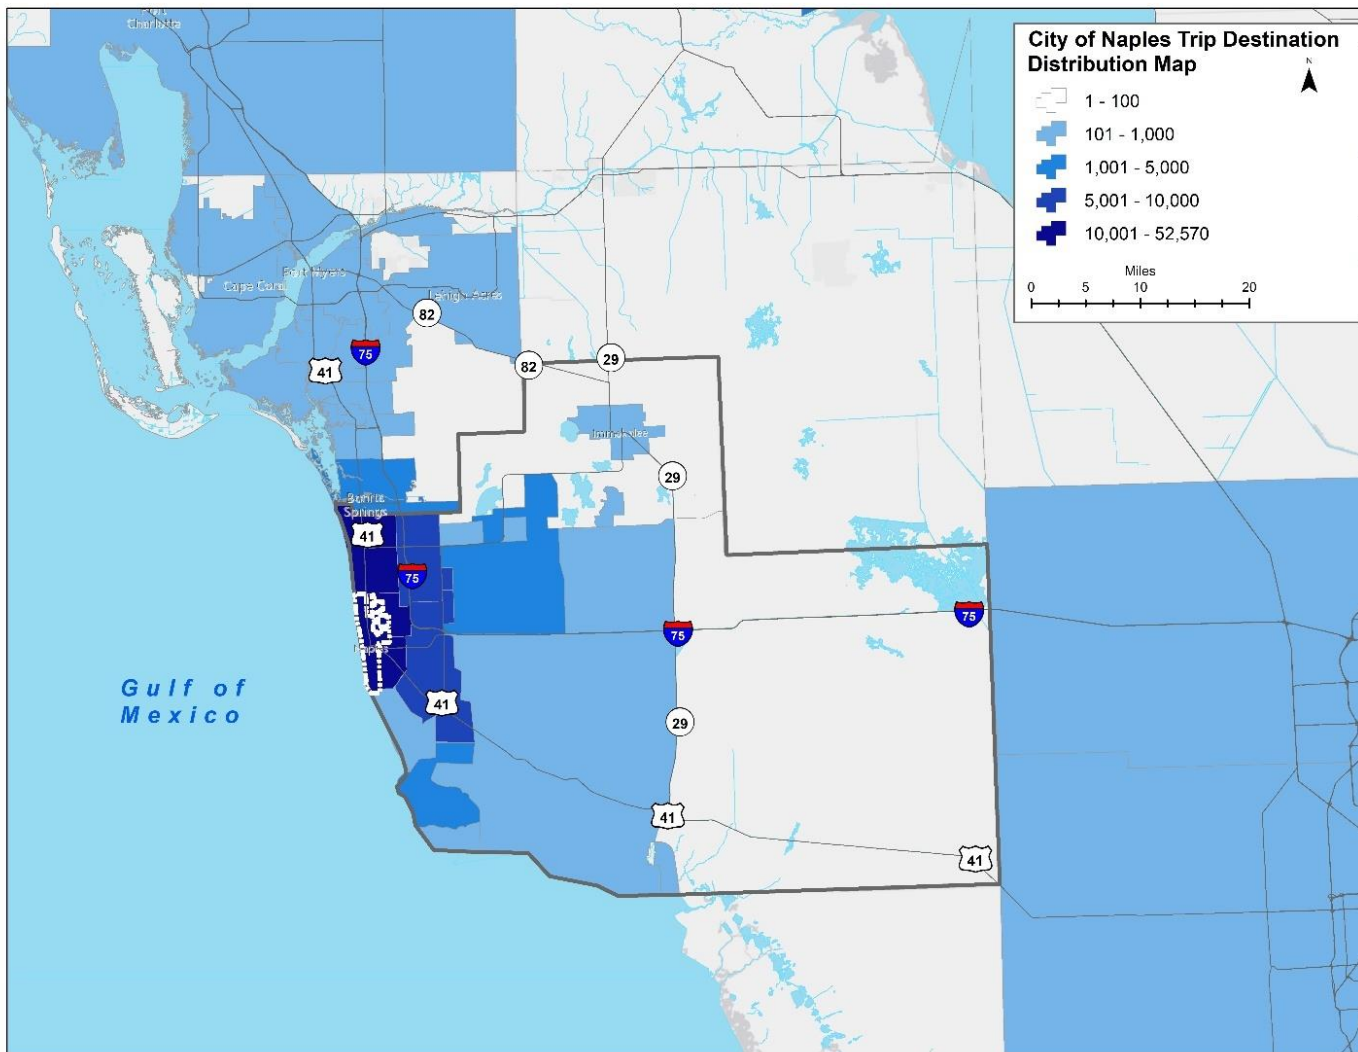 Port
Charlotte
City of Naples Trip Destination
Distribution Map
N
1 - 100
101 - 1,000
1,001 - 5,000
5,001 - 10,000
10,001 - 52,570
Miles
0 5 10 20
Fort Myers
Cape Coral
Lehigh Acres
82
75
41
82
29
Immokalee
29
Bonita
Springs
41
75
75
75
Naples
41
29
Gulf of
Mexico
41
41